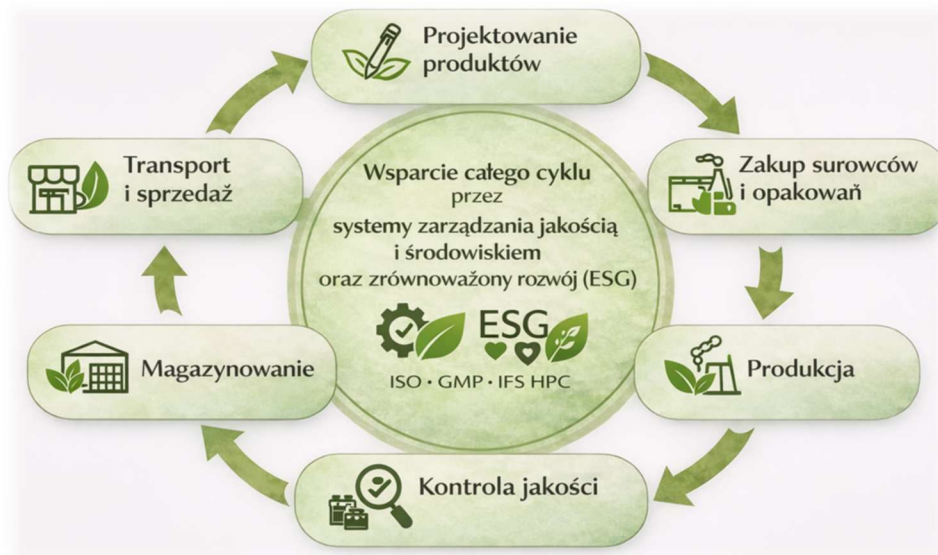 Projektowanie
produktów
Zakup surowców
i opakowań
Produkcja
Kontrola jakości
Magazynowanie
Transport
i sprzedaż
Wsparcie całego cyklu
przez
systemy zarządzania jakością
i środowiskiem
oraz zrównoważony rozwój (ESG)
ESG
ISO · GMP · IFS HPC